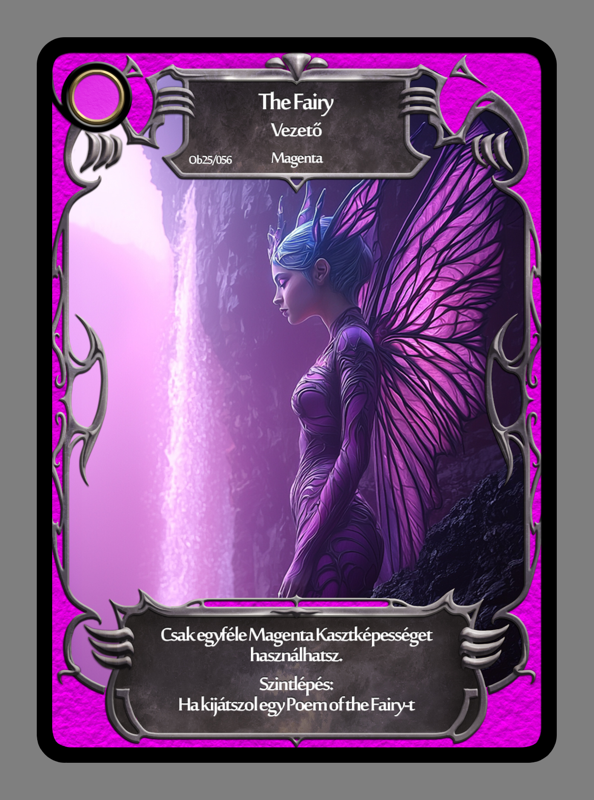 The Fairy
Vezető
Ob25/056 Magenta
Csak egyféle Magenta Kasztképességet
használhatsz.
Szintlépés:
Ha kijátszol egy Poem of the Fairy-t